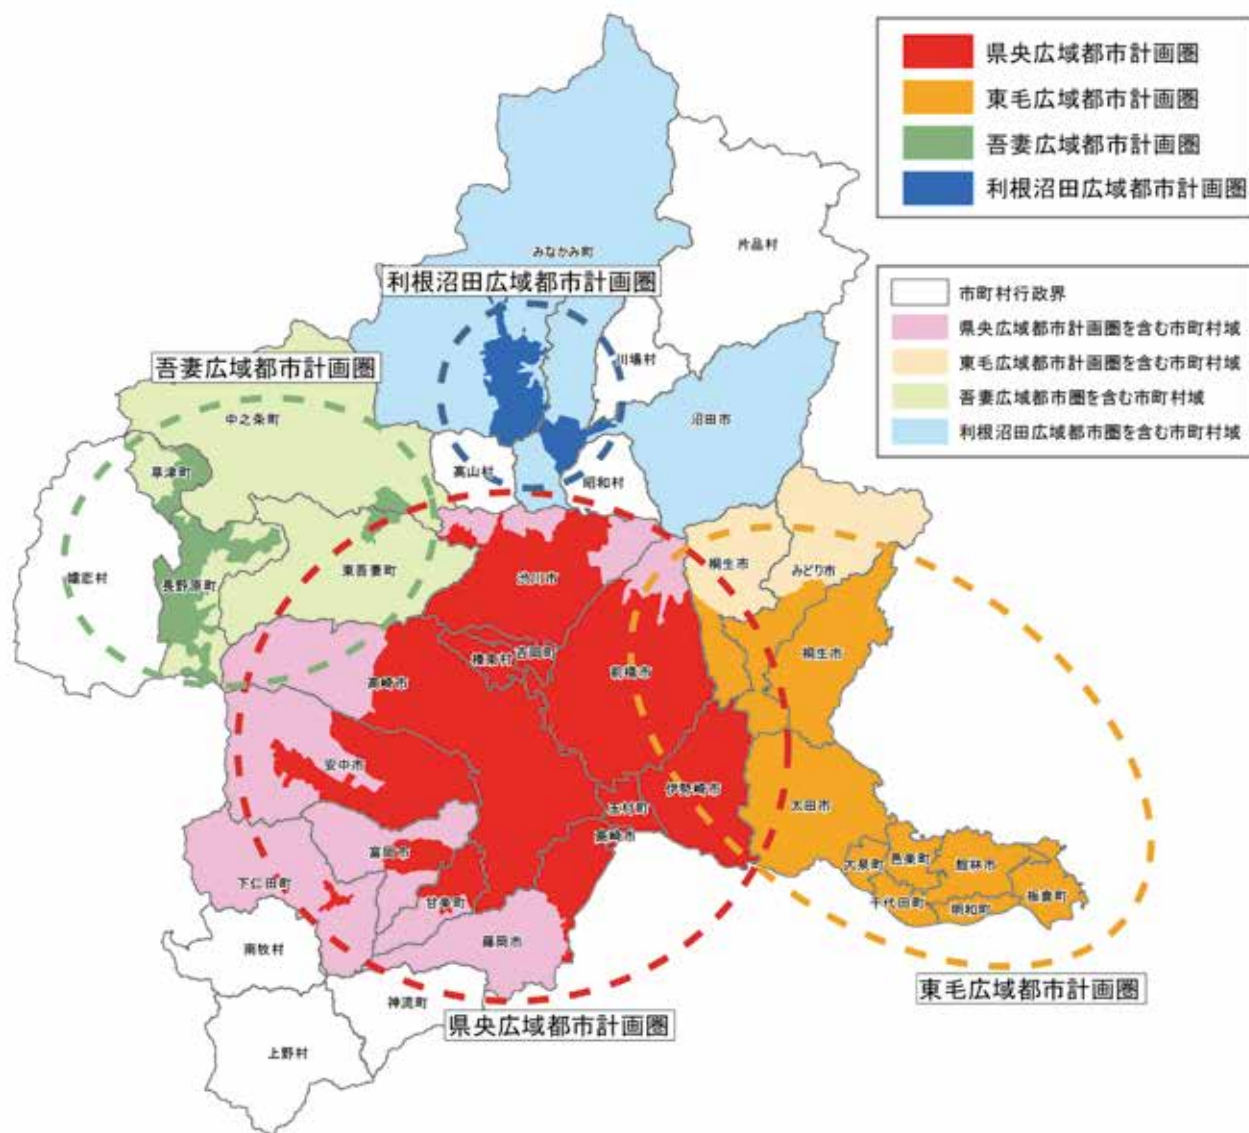 県央広域都市計画圏
東毛広域都市計画圏
吾妻広域都市計画圏
利根沼田広域都市計画圏
市町村行政界
県央広域都市計画圏を含む市町村域
東毛広域都市計画圏を含む市町村域
吾妻広域都市圏を含む市町村域
利根沼田広域都市圏を含む市町村域
みなかみ町
片品村
利根沼田広域都市計画圏
川場村
吾妻広域都市計画圏
中之条町
沼田市
草津町
高山村
昭和村
嬬恋村
長野原町
東吾妻町
渋川市
桐生市
みどり市
榛東村
吉岡町
高崎市
前橋市
桐生市
安中市
伊勢崎市
玉村町
太田市
高崎市
富岡市
大泉町
邑楽町
館林市
下仁田町
甘楽町
千代田町
明和町
板倉町
藤岡市
南牧村
神流町
東毛広域都市計画圏
県央広域都市計画圏
上野村